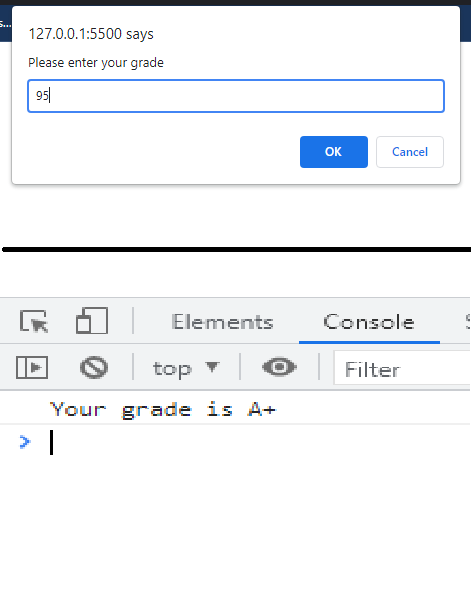 s...
127.0.0.1:5500 says
Please enter your grade
95
OK Cancel
Elements Console S
top Filter
Your grade is A+
>